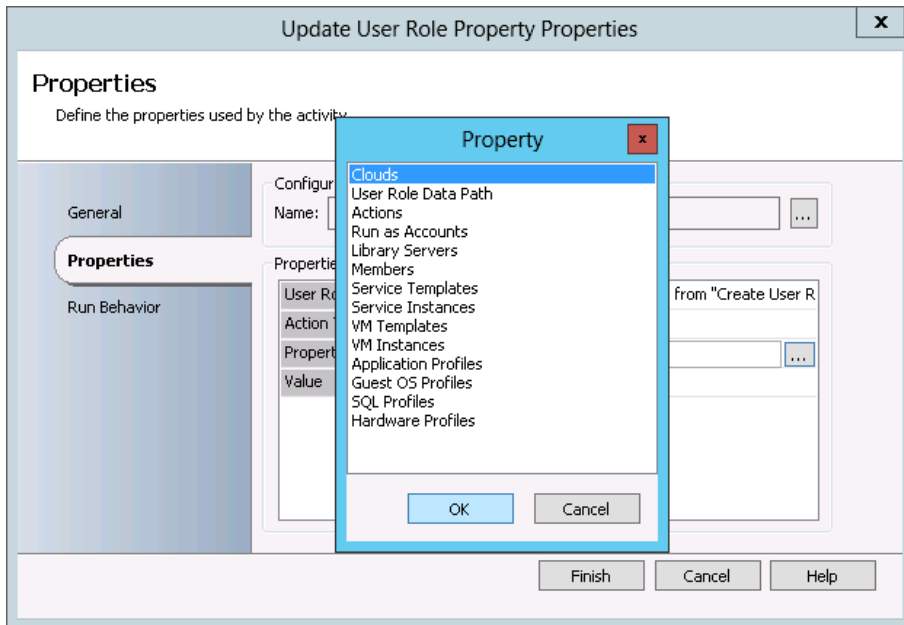 Update User Role Property Properties
x
Properties
Define the properties used by the activity
Property
x
General
Properties
Run Behavior
Configur
Name:
...
Propertie
User Ro
from "Create User R
Action
Propert
...
Value
Clouds
User Role Data Path
Actions
Run as Accounts
Library Servers
Members
Service Templates
Service Instances
VM Templates
VM Instances
Application Profiles
Guest OS Profiles
SQL Profiles
Hardware Profiles
OK
Cancel
Finish
Cancel
Help